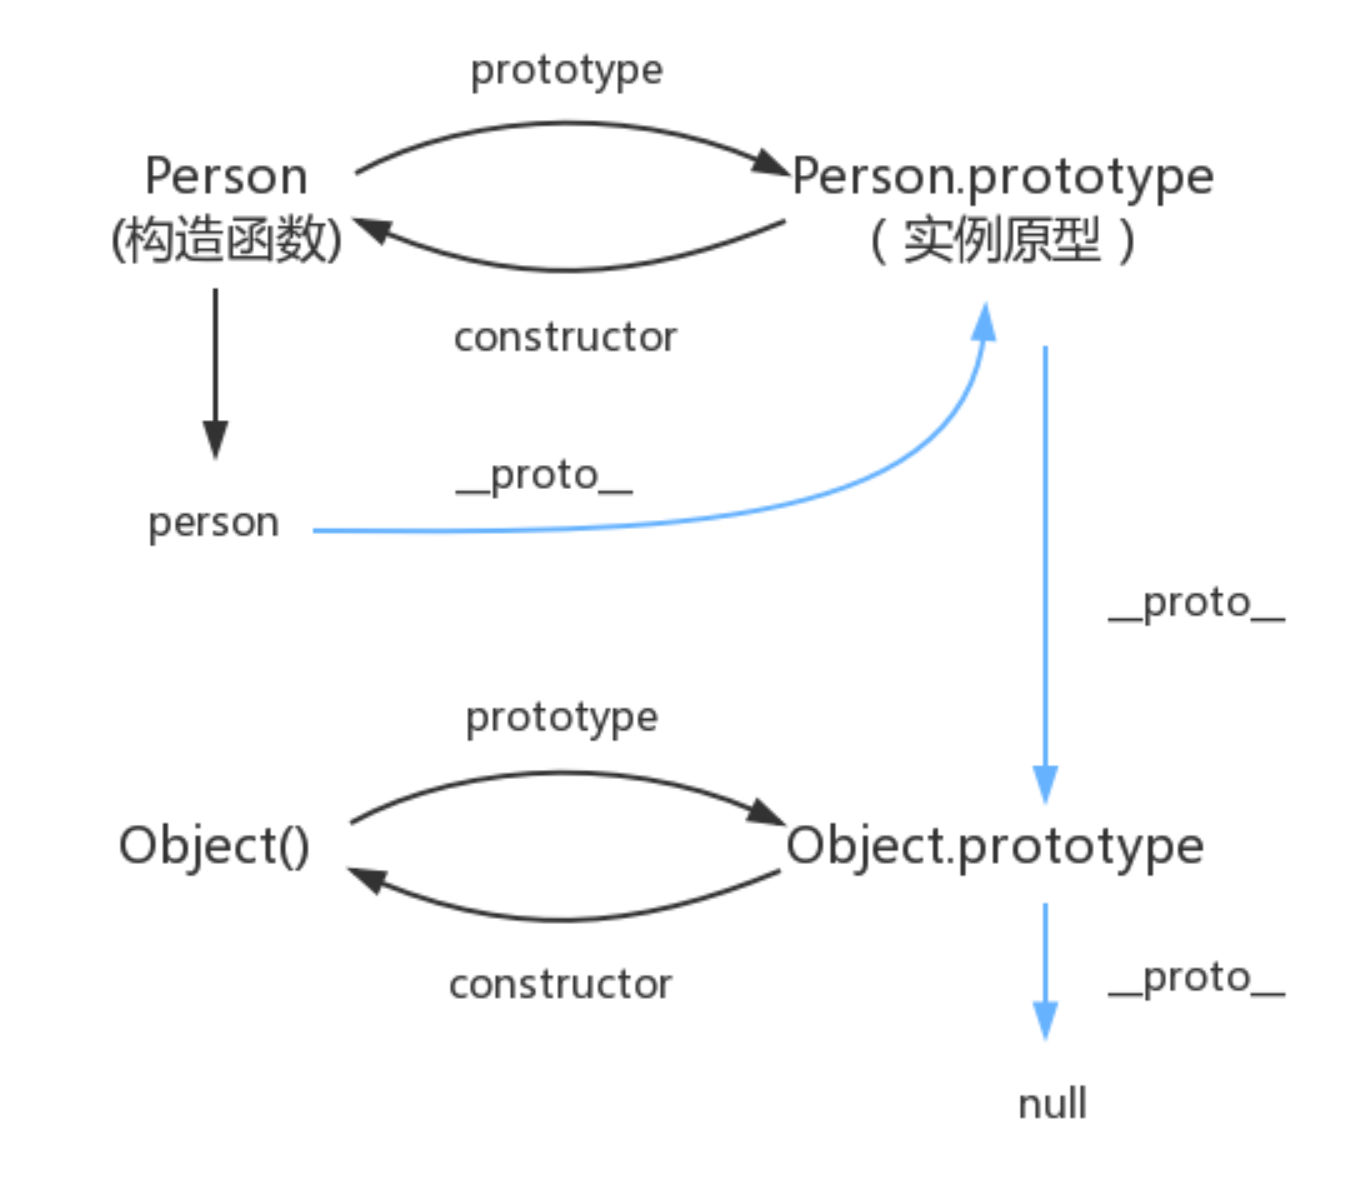 prototype
Person
(构造函数)
Person.prototype
（实例原型）
constructor
__proto__
person
__proto__
prototype
Object()
Object.prototype
constructor
__proto__
null